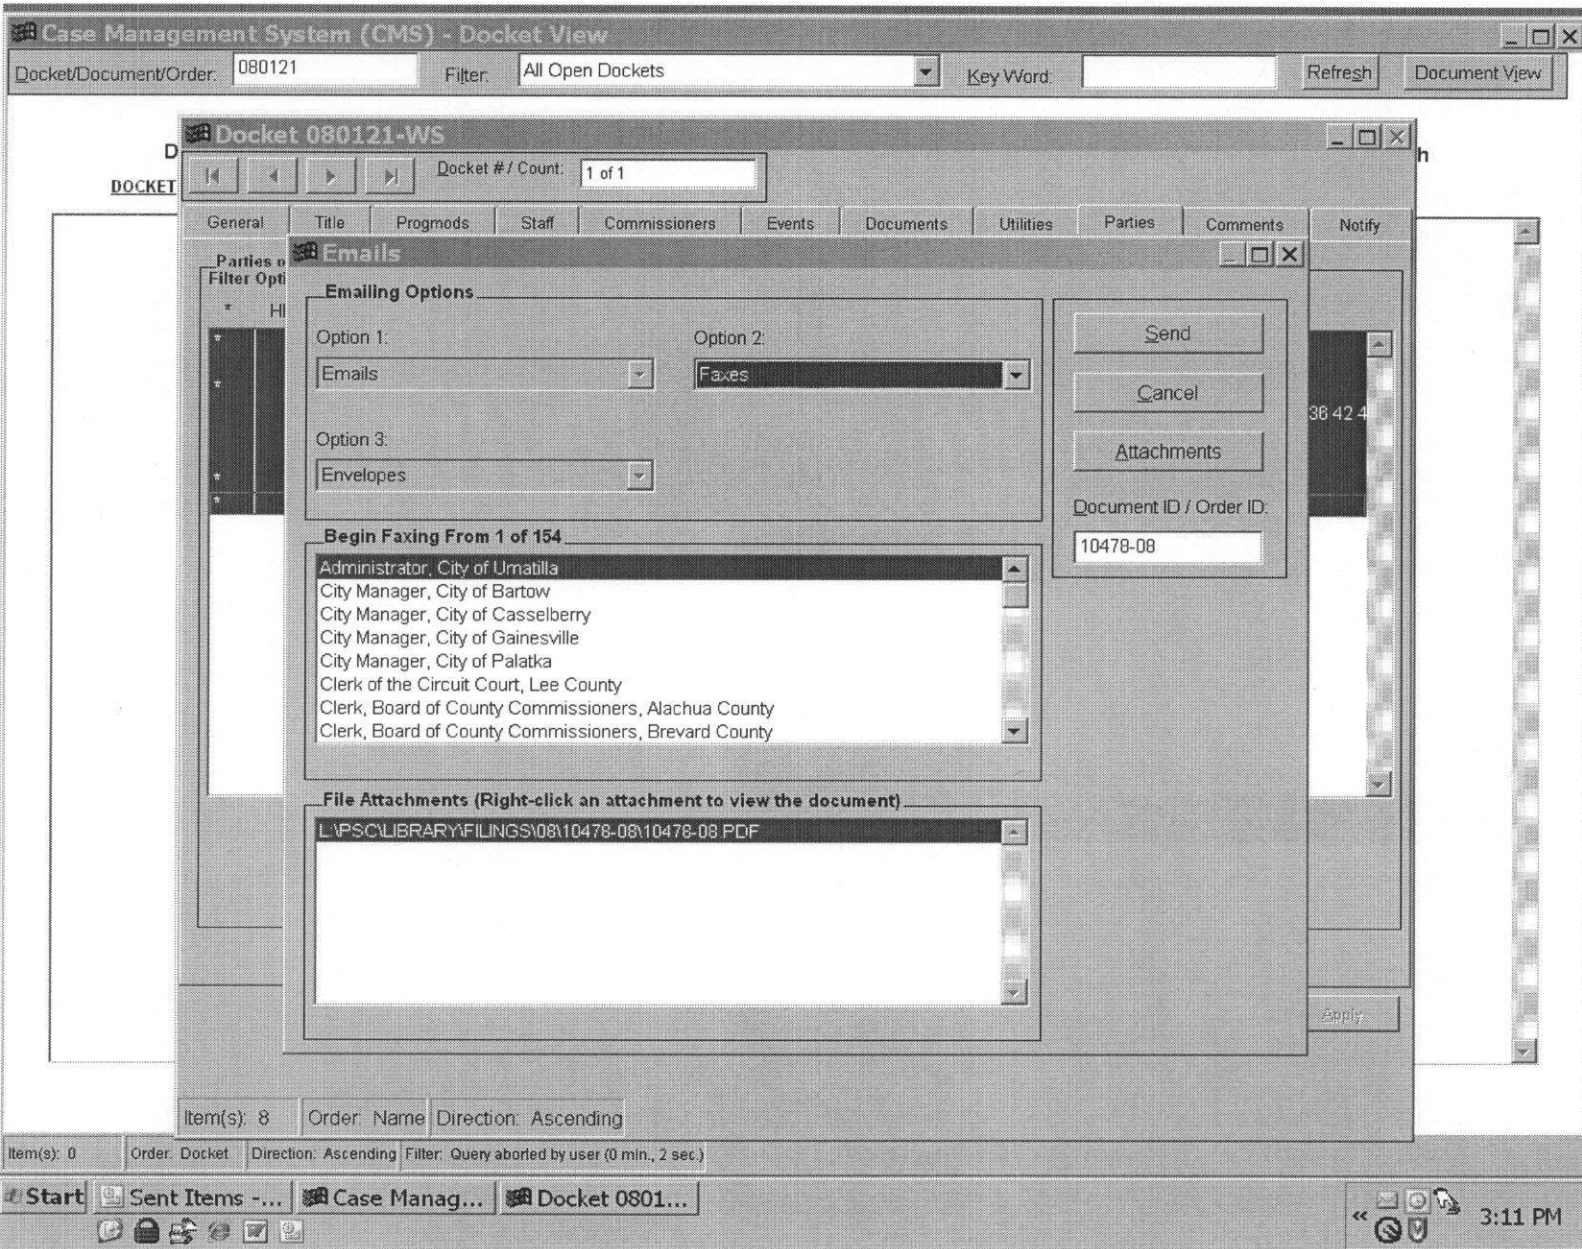 Case Management System (CMS) - Docket View
Docket/Document/Order: 080121 Filter: All Open Dockets Key Word: Refresh Document View
Docket 080121-WS
D h
DOCKET
Docket # / Count: 1 of 1
General Title Progmods Staff Commissioners Events Documents Utilities Parties Comments Notify
Parties o
Filter Opti
* HI
Emails
Emailing Options
Option 1: Option 2:
Emails Faxes
Option 3:
Envelopes
Send
Cancel
Attachments
Document ID / Order ID:
10478-08
36 42 4
*
*
*
*
Begin Faxing From 1 of 154
Administrator, City of Umatilla
City Manager, City of Bartow
City Manager, City of Casselberry
City Manager, City of Gainesville
City Manager, City of Palatka
Clerk of the Circuit Court, Lee County
Clerk, Board of County Commissioners, Alachua County
Clerk, Board of County Commissioners, Brevard County
File Attachments (Right-click an attachment to view the document)
L:\PSC\LIBRARY\FILINGS\08\10478-08\10478-08.PDF
Apply
Item(s): 8 Order: Name Direction: Ascending
Item(s): 0 Order: Docket Direction: Ascending Filter: Query aborted by user (0 min., 2 sec.)
Start Sent Items -... Case Manag... Docket 0801...
« 3:11 PM